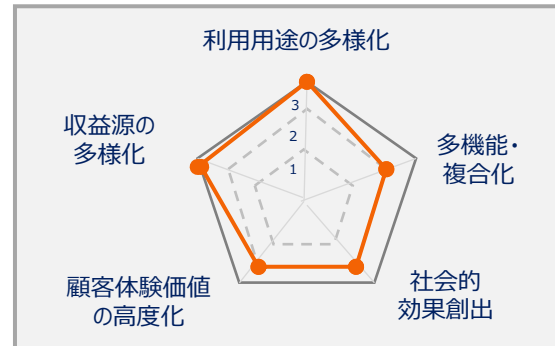 利用用途の多様化
3
2
1
収益源の
多様化
多機能・
複合化
顧客体験価値
の高度化
社会的
効果創出